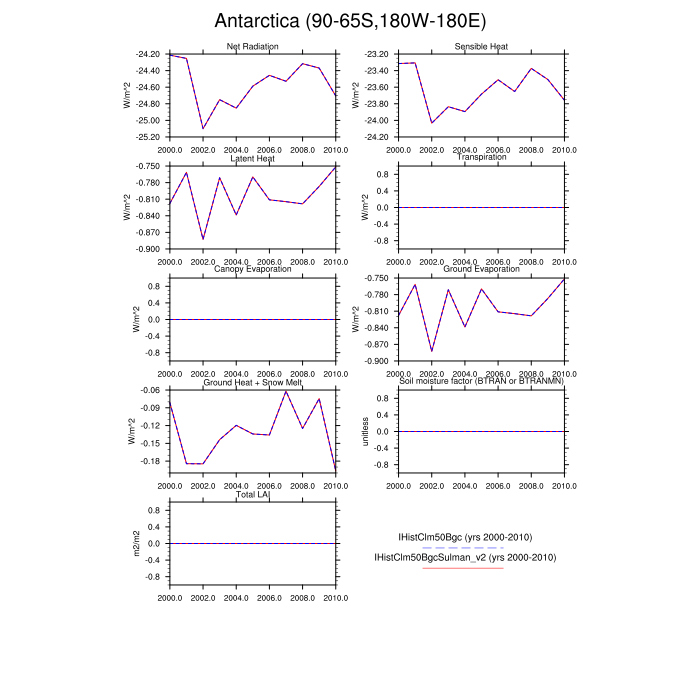 Antarctica (90-65S,180W-180E)
Net Radiation
Sensible Heat
W/m^2
-24.20
-24.40
-24.60
-24.80
-25.00
-25.20
2000.0 2002.0 2004.0 2006.0 2008.0 2010.0
W/m^2
-23.20
-23.40
-23.60
-23.80
-24.00
-24.20
2000.0 2002.0 2004.0 2006.0 2008.0 2010.0
Latent Heat
Transpiration
W/m^2
-0.750
-0.780
-0.810
-0.840
-0.870
-0.900
2000.0 2002.0 2004.0 2006.0 2008.0 2010.0
W/m^2
0.8
0.4
0.0
-0.4
-0.8
2000.0 2002.0 2004.0 2006.0 2008.0 2010.0
Canopy Evaporation
Ground Evaporation
W/m^2
0.8
0.4
0.0
-0.4
-0.8
2000.0 2002.0 2004.0 2006.0 2008.0 2010.0
W/m^2
-0.750
-0.780
-0.810
-0.840
-0.870
-0.900
2000.0 2002.0 2004.0 2006.0 2008.0 2010.0
Ground Heat + Snow Melt
Soil moisture factor (BTRAN or BTRANMN)
W/m^2
-0.06
-0.09
-0.12
-0.15
-0.18
2000.0 2002.0 2004.0 2006.0 2008.0 2010.0
unitless
0.8
0.4
0.0
-0.4
-0.8
2000.0 2002.0 2004.0 2006.0 2008.0 2010.0
Total LAI
m2/m2
0.8
0.4
0.0
-0.4
-0.8
2000.0 2002.0 2004.0 2006.0 2008.0 2010.0
IHistClm50Bgc (yrs 2000-2010)
IHistClm50BgcSulman_v2 (yrs 2000-2010)